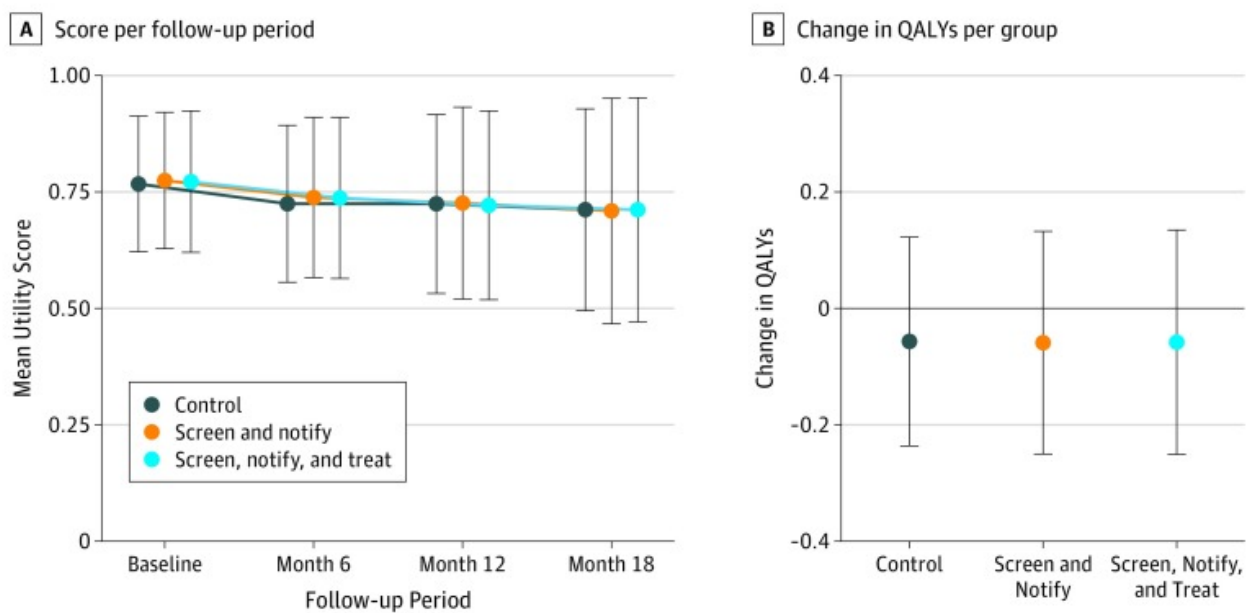 A Score per follow-up period
1.00
0.75
0.50
0.25
0
Mean Utility Score
Control
Screen and notify
Screen, notify, and treat
Baseline
Month 6
Month 12
Month 18
Follow-up Period
B Change in QALYs per group
0.4
0.2
0
-0.2
-0.4
Change in QALYs
Control
Screen and
Notify
Screen, Notify,
and Treat